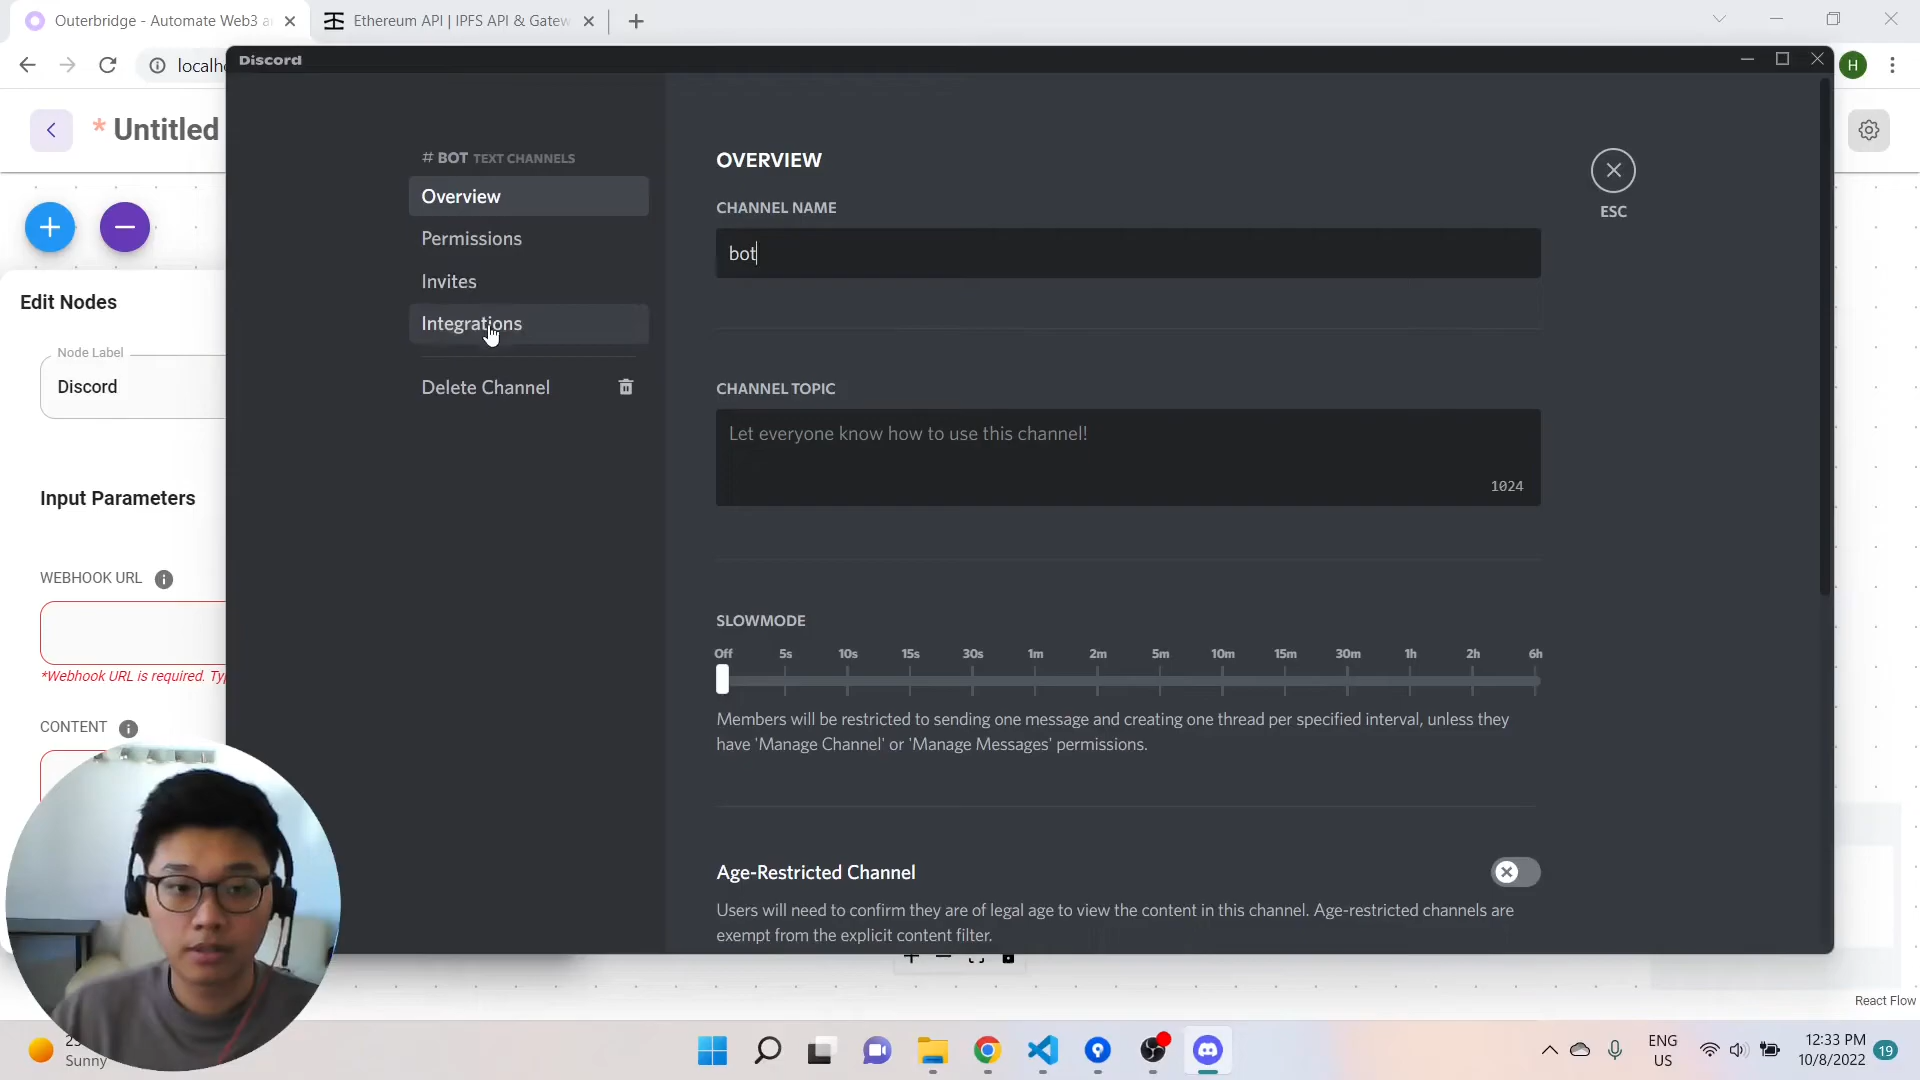 Outerbridge - Automate Web3 a
Ethereum API | IPFS API & Gatew
localh
H
Discord
* Untitled
Edit Nodes
Node Label
Discord
Input Parameters
WEBHOOK URL
*Webhook URL is required. Ty
CONTENT
# BOT TEXT CHANNELS
Overview
Permissions
Invites
Integrations
Delete Channel
OVERVIEW
ESC
CHANNEL NAME
bot
CHANNEL TOPIC
Let everyone know how to use this channel!
1024
SLOWMODE
Off 5s 10s 15s 30s 1m 2m 5m 10m 15m 30m 1h 2h 6h
Members will be restricted to sending one message and creating one thread per specified interval, unless they
have 'Manage Channel' or 'Manage Messages' permissions.
Age-Restricted Channel
Users will need to confirm they are of legal age to view the content in this channel. Age-restricted channels are
exempt from the explicit content filter.
React Flow
Sunny
ENG
US
12:33 PM
10/8/2022
19